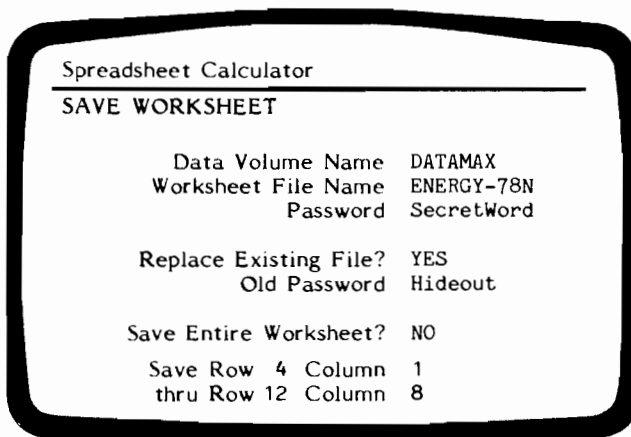 Spreadsheet Calculator
SAVE WORKSHEET
Data Volume Name DATAMAX
Worksheet File Name ENERGY-78N
Password SecretWord
Replace Existing File? YES
Old Password Hideout
Save Entire Worksheet? NO
Save Row 4 Column 1
thru Row 12 Column 8